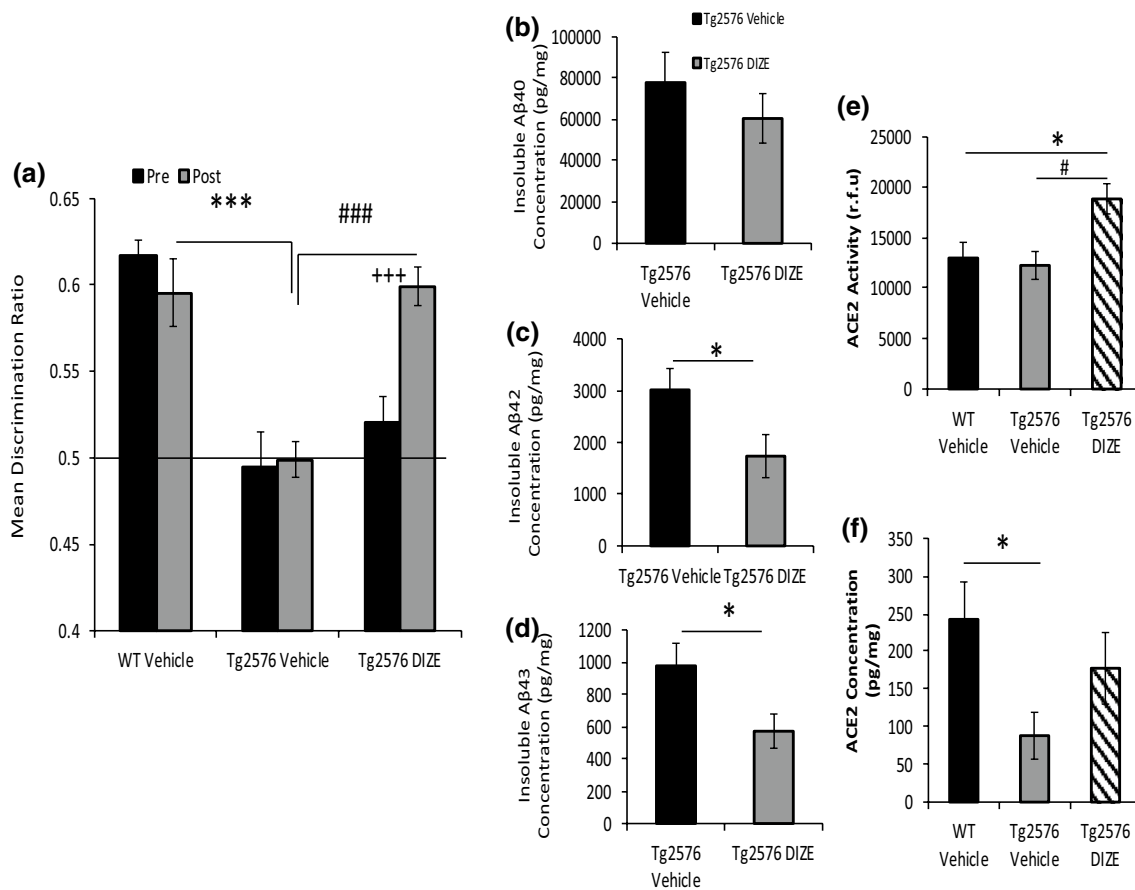 (a)
Pre Post
Mean Discrimination Ratio
0.65
0.6
0.55
0.5
0.45
0.4
***
###
+++
WT Vehicle Tg2576 Vehicle Tg2576 DIZE
(b)
Tg2576 Vehicle
Tg2576 DIZE
Insoluble Aβ40
Concentration (pg/mg)
100000
80000
60000
40000
20000
0
Tg2576 Tg2576 DIZE
Vehicle
(c)
Insoluble Aβ42
Concentration (pg/mg)
4000
3000
2000
1000
0
*
Tg2576 Vehicle Tg2576 DIZE
(d)
Insoluble Aβ43
Concentration (pg/mg)
1200
1000
800
600
400
200
0
*
Tg2576 Tg2576 DIZE
Vehicle
(e)
ACE2 Activity (r.f.u)
25000
20000
15000
10000
5000
0
*
#
WT Tg2576 Tg2576
Vehicle Vehicle DIZE
(f)
ACE2 Concentration
(pg/mg)
350
300
250
200
150
100
50
0
*
WT Tg2576 Tg2576
Vehicle Vehicle DIZE